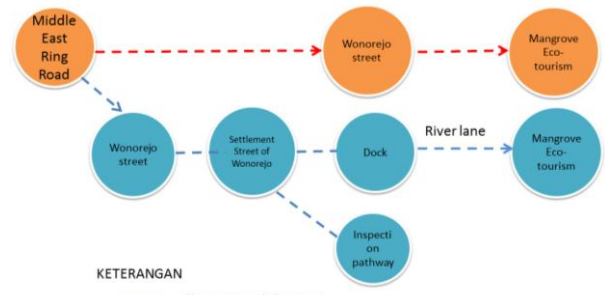 Middle
East
Ring
Road
Wonorejo
street
Mangrove
Eco-
tourism
Wonorejo
street
Settlement
Street of
Wonorejo
Dock
River lane
Mangrove
Eco-
tourism
Inspecti
on
pathway
KETERANGAN